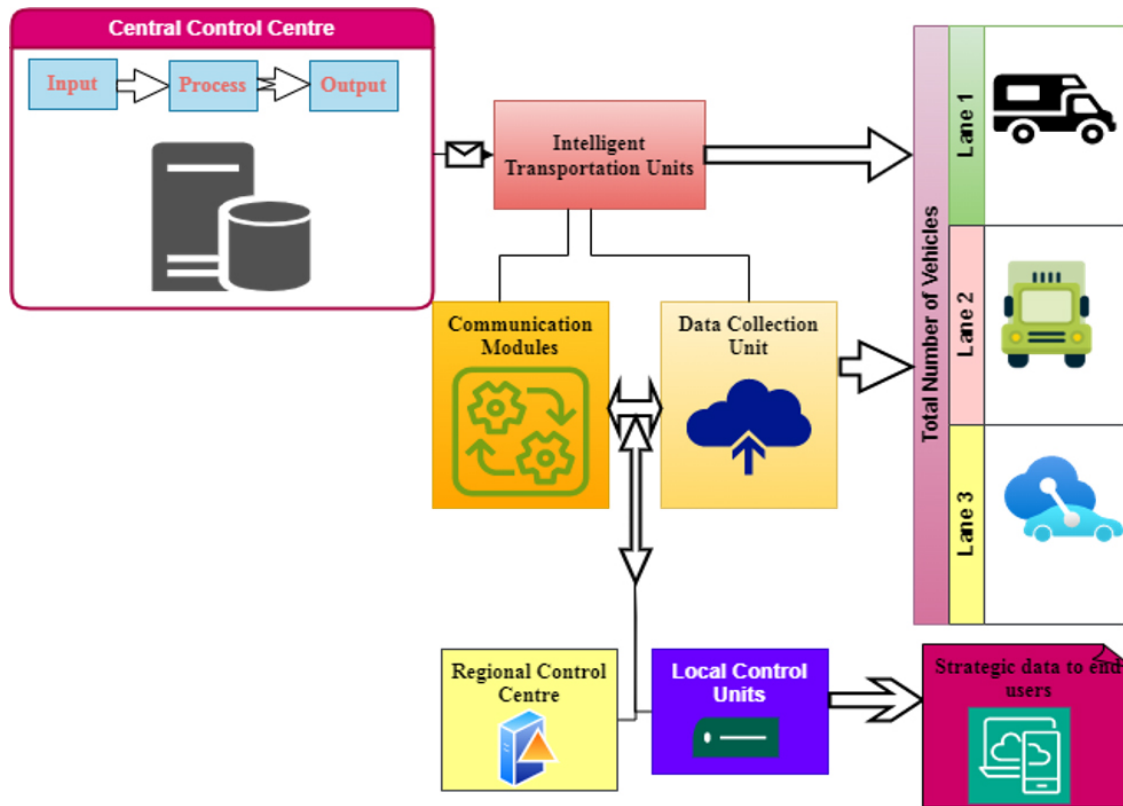 Central Control Centre
Input
Process
Output
Intelligent
Transportation Units
Total Number of Vehicles
Lane 1
Lane 2
Lane 3
Communication
Modules
Data Collection
Unit
Regional Control
Centre
Local Control
Units
Strategic data to end
users